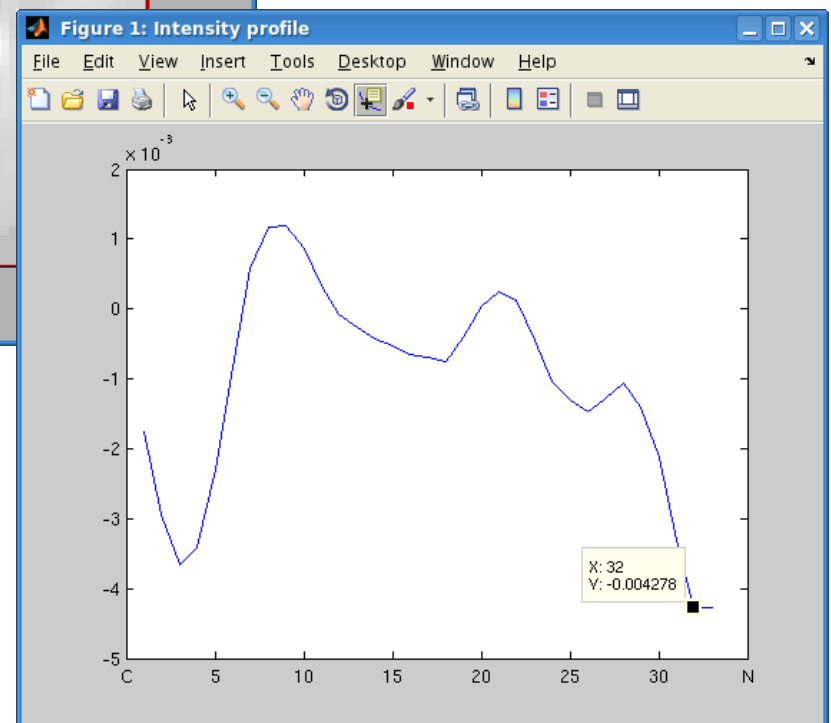 Figure 1: Intensity profile
File Edit View Insert Tools Desktop Window Help
× 10⁻³
2
1
0
-1
-2
-3
-4
-5
X: 32
Y: -0.004278
C 5 10 15 20 25 30 N